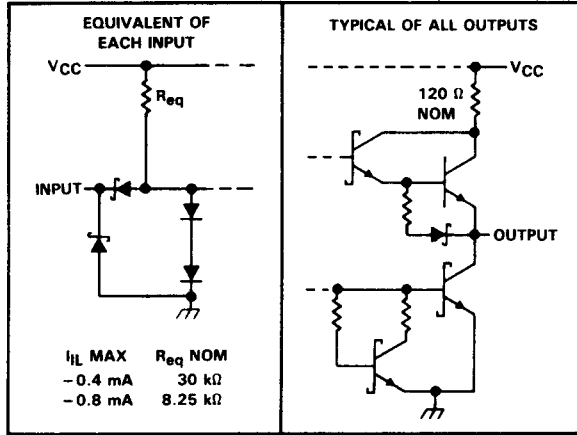 EQUIVALENT OF
EACH INPUT
VCC
Req
INPUT
IIL MAX Req NOM
-0.4 mA 30 kΩ
-0.8 mA 8.25 kΩ
TYPICAL OF ALL OUTPUTS
VCC
120 Ω
NOM
OUTPUT